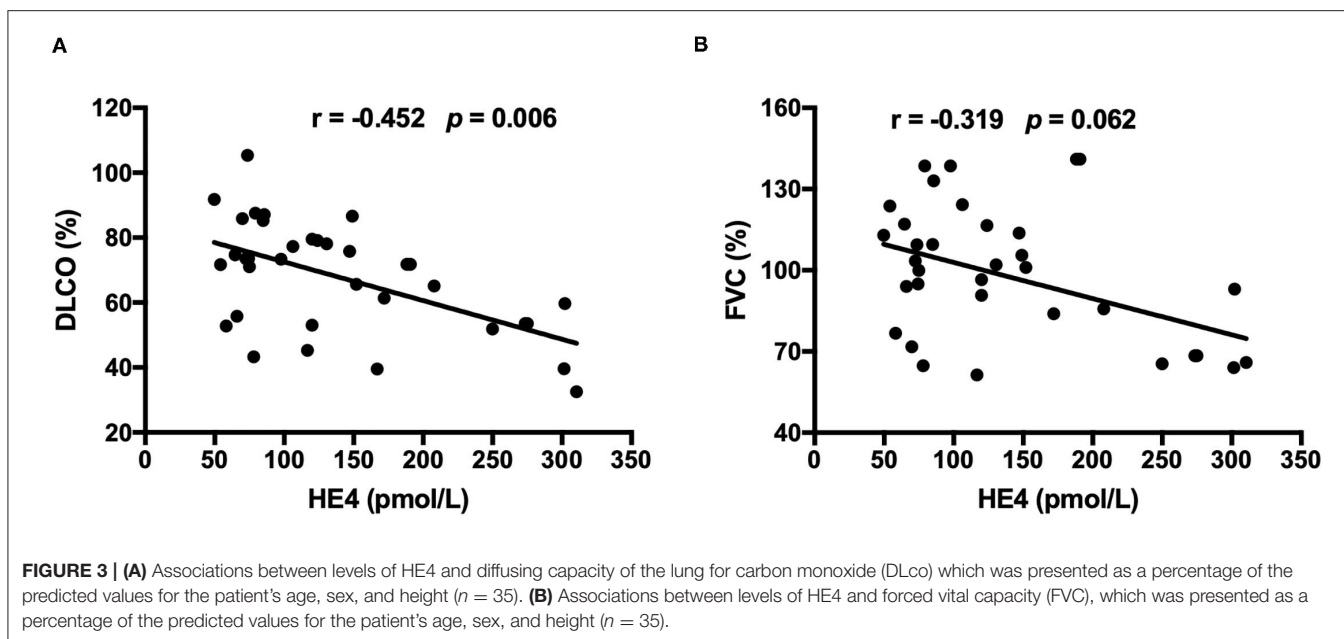 A
r = -0.452 p = 0.006
120
100
80
60
40
20
DLCO (%)
0 50 100 150 200 250 300 350
HE4 (pmol/L)
B
r = -0.319 p = 0.062
160
130
100
70
40
FVC (%)
0 50 100 150 200 250 300 350
HE4 (pmol/L)
FIGURE 3 | (A) Associations between levels of HE4 and diffusing capacity of the lung for carbon monoxide (DLco) which was presented as a percentage of the
predicted values for the patient's age, sex, and height (n = 35). (B) Associations between levels of HE4 and forced vital capacity (FVC), which was presented as a
percentage of the predicted values for the patient's age, sex, and height (n = 35).